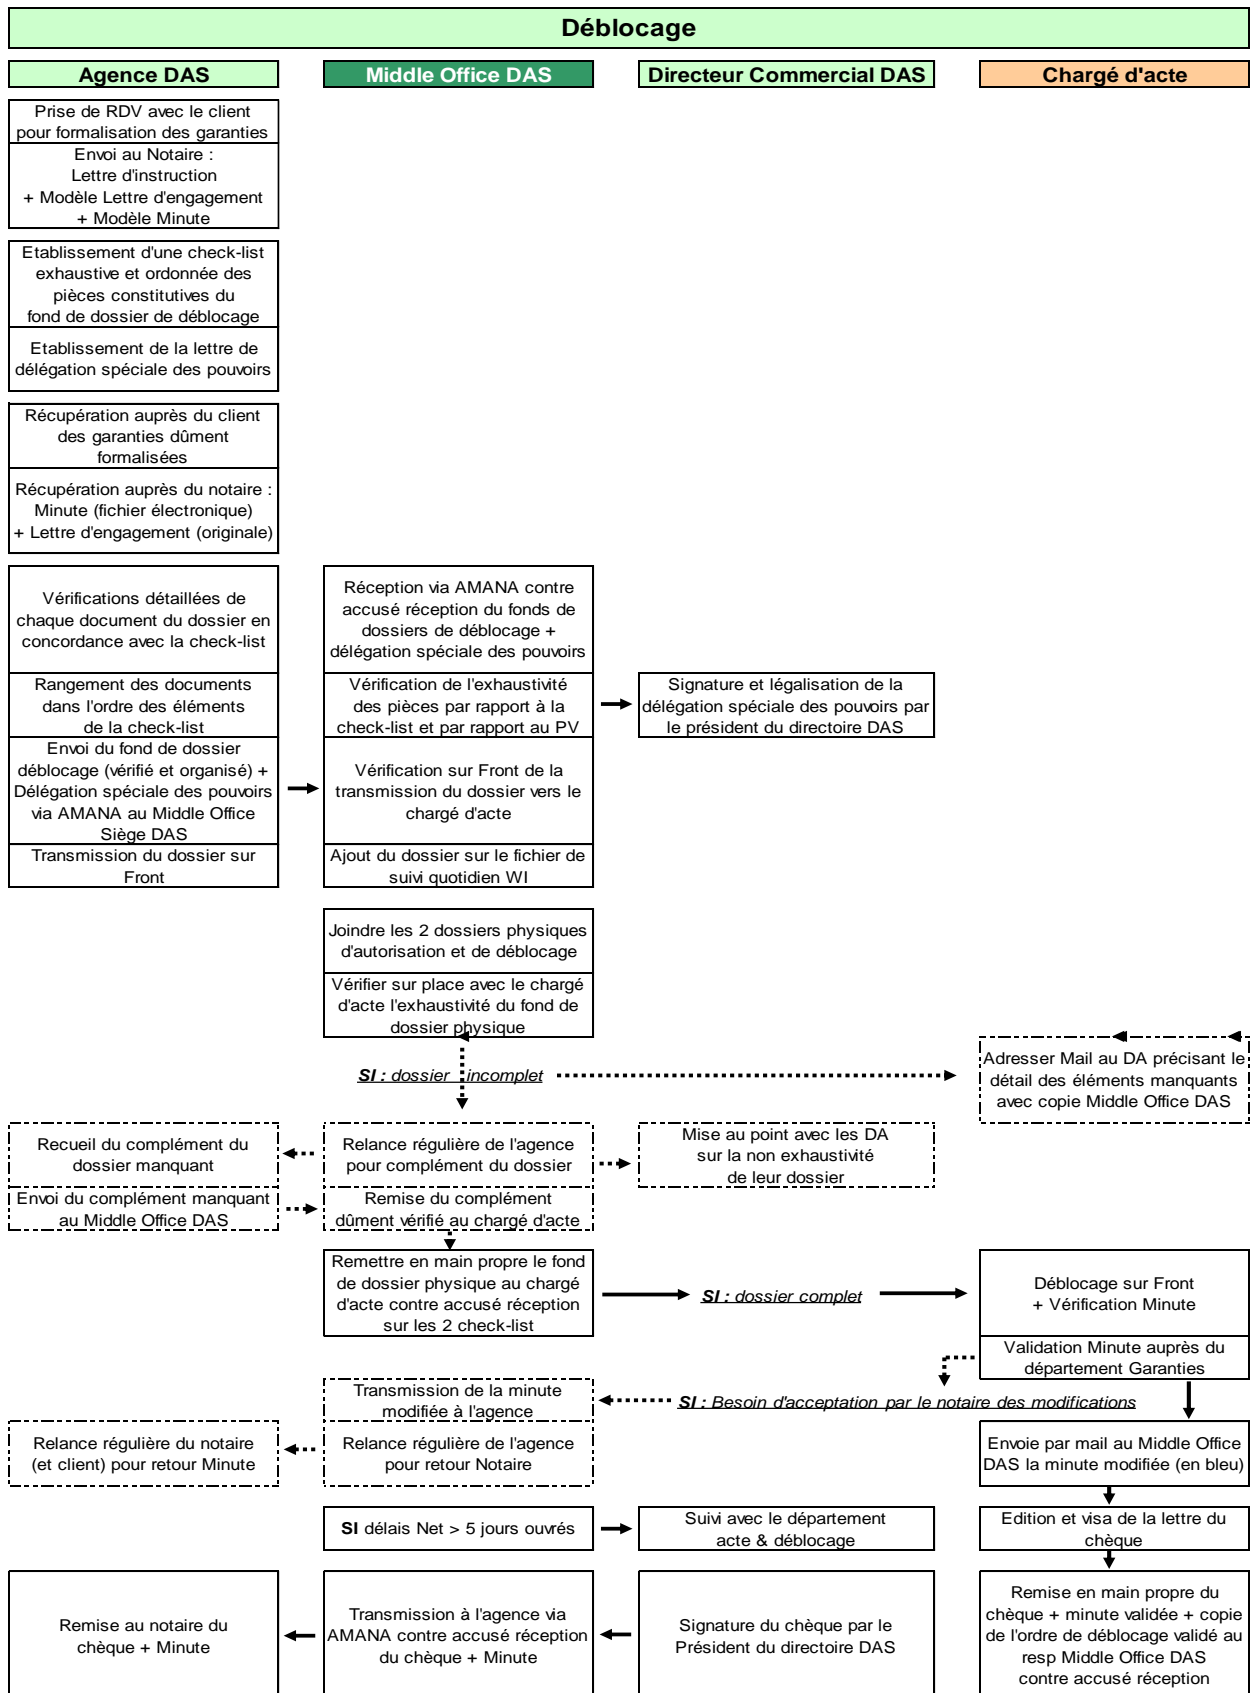 Déblocage
Agence DAS
Middle Office DAS
Directeur Commercial DAS
Chargé d'acte
Prise de RDV avec le client
pour formalisation des garanties
Envoi au Notaire :
Lettre d'instruction
+ Modèle Lettre d'engagement
+ Modèle Minute
Etablissement d'une check-list
exhaustive et ordonnée des
pièces constitutives du
fond de dossier de déblocage
Etablissement de la lettre de
délégation spéciale des pouvoirs
Récupération auprès du client
des garanties dûment
formalisées
Récupération auprès du notaire :
Minute (fichier électronique)
+ Lettre d'engagement (originale)
Vérifications détaillées de
chaque document du dossier en
concordance avec la check-list
Réception via AMANA contre
accusé réception du fonds de
dossiers de déblocage +
délégation spéciale des pouvoirs
Rangement des documents
dans l'ordre des éléments
de la check-list
Vérification de l'exhaustivité
des pièces par rapport à la
check-list et par rapport au PV
Signature et légalisation de la
délégation spéciale des pouvoirs par
le président du directoire DAS
Envoi du fond de dossier
déblocage (vérifié et organisé) +
Délégation spéciale des pouvoirs
via AMANA au Middle Office
Siège DAS
Vérification sur Front de la
transmission du dossier vers le
chargé d'acte
Transmission du dossier sur
Front
Ajout du dossier sur le fichier de
suivi quotidien WI
Joindre les 2 dossiers physiques
d'autorisation et de déblocage
Vérifier sur place avec le chargé
d'acte l'exhaustivité du fond de
dossier physique
SI : dossier incomplet
Adresser Mail au DA précisant le
détail des éléments manquants
avec copie Middle Office DAS
Recueil du complément du
dossier manquant
Relance régulière de l'agence
pour complément du dossier
Mise au point avec les DA
sur la non exhaustivité
de leur dossier
Envoi du complément manquant
au Middle Office DAS
Remise du complément
dûment vérifié au chargé d'acte
Remettre en main propre le fond
de dossier physique au chargé
d'acte contre accusé réception
sur les 2 check-list
SI : dossier complet
Déblocage sur Front
+ Vérification Minute
Validation Minute auprès du
département Garanties
Transmission de la minute
modifiée à l'agence
SI : Besoin d'acceptation par le notaire des modifications
Relance régulière du notaire
(et client) pour retour Minute
Relance régulière de l'agence
pour retour Notaire
Envoie par mail au Middle Office
DAS la minute modifiée (en bleu)
SI délais Net > 5 jours ouvrés
Suivi avec le département
acte & déblocage
Edition et visa de la lettre du
chèque
Remise au notaire du
chèque + Minute
Transmission à l'agence via
AMANA contre accusé réception
du chèque + Minute
Signature du chèque par le
Président du directoire DAS
Remise en main propre du
chèque + minute validée + copie
de l'ordre de déblocage validé au
resp Middle Office DAS
contre accusé réception